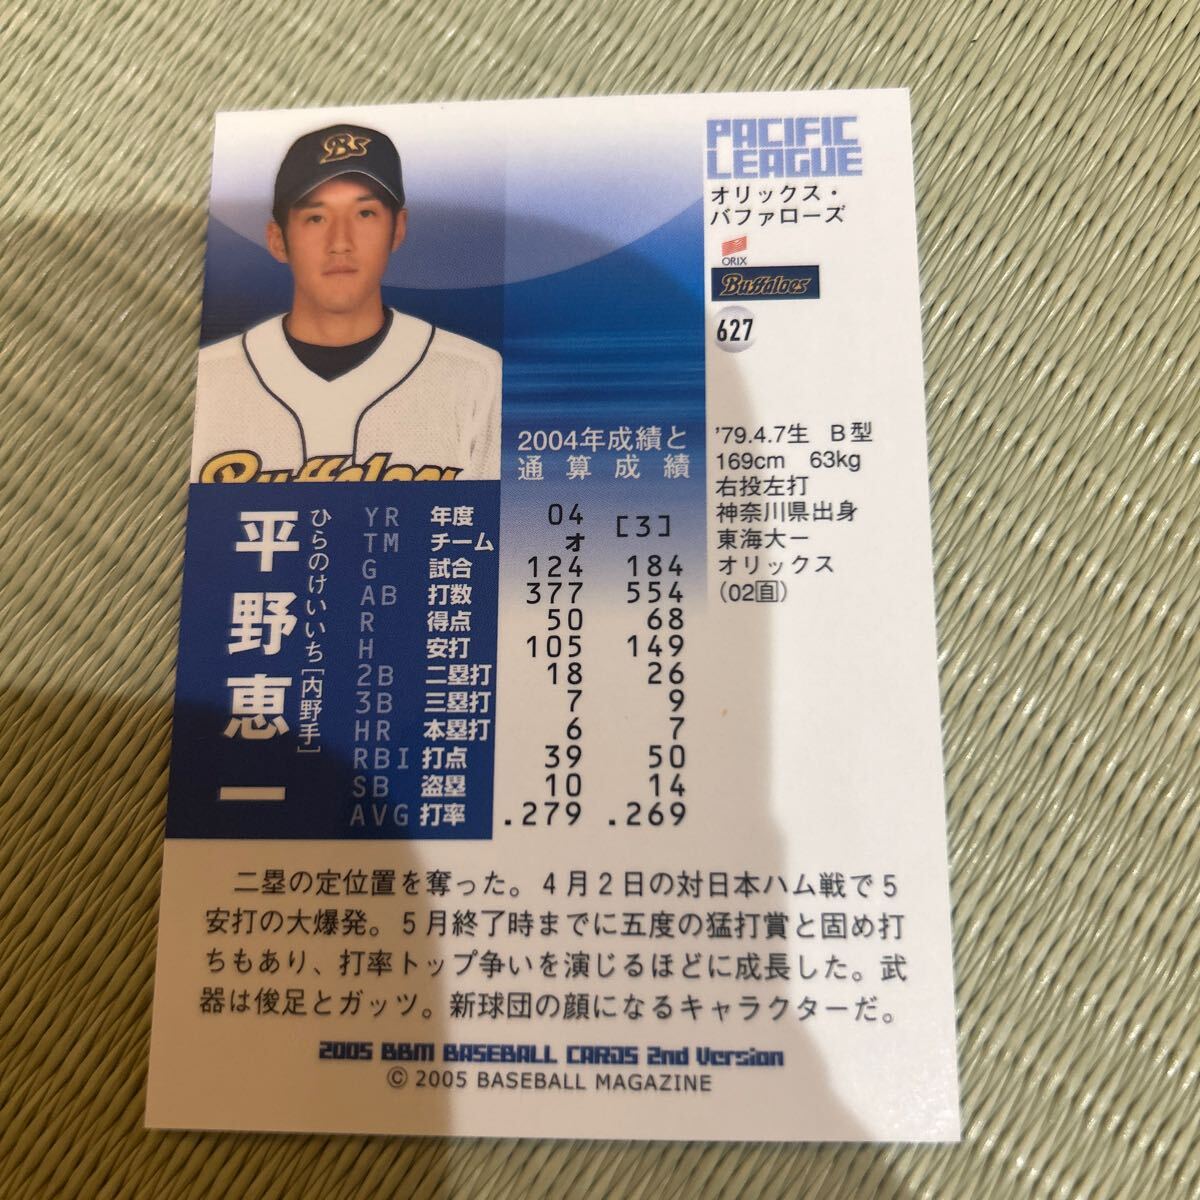 Bs
Buffaloes
PACIFIC
LEAGUE
オリックス・
バファローズ
ORIX
Buffaloes
627
'79.4.7生 B型
169cm 63kg
右投左打
神奈川県出身
東海大ー
オリックス
(02自)
平野恵一
ひらのけいいち[内野手]
2004年成績と
通算成績
YR 年度 04 [3]
TM チーム オ
G 試合 124 184
AB 打数 377 554
R 得点 50 68
H 安打 105 149
2B 二塁打 18 26
3B 三塁打 7 9
HR 本塁打 6 7
RBI 打点 39 50
SB 盗塁 10 14
AVG 打率 .279 .269
二塁の定位置を奪った。4月2日の対日本ハム戦で5
安打の大爆発。5月終了時までに五度の猛打賞と固め打
ちもあり、打率トップ争いを演じるほどに成長した。武
器は俊足とガッツ。新球団の顔になるキャラクターだ。
2005 BBM BASEBALL CARDS 2nd Version
© 2005 BASEBALL MAGAZINE